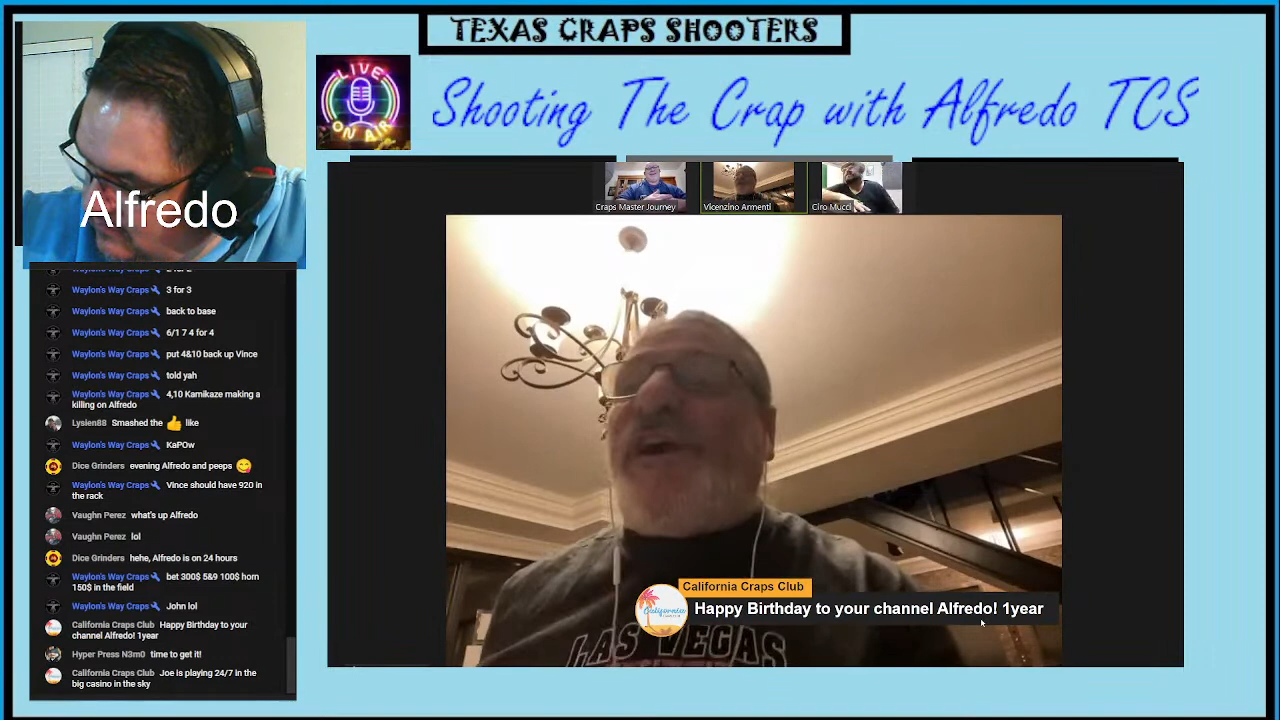 TEXAS CRAPS SHOOTERS
LIVE
ON AIR
Shooting The Crap with Alfredo TCS
Alfredo
Craps Master Journey
Vicenzino Armenti
Ciro Mucci
Waylon's Way Craps
Waylon's Way Craps 3 for 3
Waylon's Way Craps back to base
Waylon's Way Craps 6/1 7 4 for 4
Waylon's Way Craps put 4&10 back up Vince
Waylon's Way Craps told yah
Waylon's Way Craps 4,10 Kamikaze making a
killing on Alfredo
Lysien88 Smashed the 👍 like
Waylon's Way Craps KaPOw
Dice Grinders evening Alfredo and peeps 😋
Waylon's Way Craps Vince should have 920 in
the rack
Vaughn Perez what's up Alfredo
Vaughn Perez lol
Dice Grinders hehe, Alfredo is on 24 hours
Waylon's Way Craps bet 300$ 5&9 100$ horn
150$ in the field
Waylon's Way Craps John lol
California Craps Club Happy Birthday to your
channel Alfredo! 1year
Hyper Press N3m0 time to get it!
California Craps Club Joe is playing 24/7 in the
big casino in the sky
California Craps Club
California
Happy Birthday to your channel Alfredo! 1year
LAS VEGAS